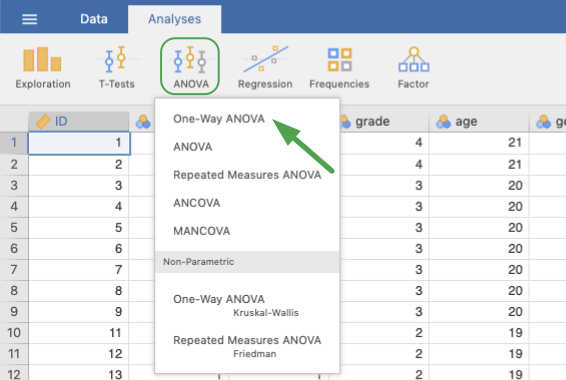 Data Analyses
Exploration T-Tests ANOVA Regression Frequencies Factor
One-Way ANOVA
ANOVA
Repeated Measures ANOVA
ANCOVA
MANCOVA
Non-Parametric
One-Way ANOVA
Kruskal-Wallis
Repeated Measures ANOVA
Friedman
ID grade age
1 1 4 21
2 2 4 21
3 3 3 20
4 4 3 20
5 5 3 20
6 6 3 20
7 7 3 20
8 8 3 20
9 9 3 20
10 11 2 19
11 12 2 19
12 13